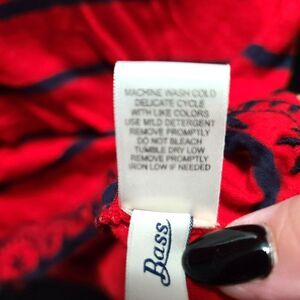 MACHINE WASH COLD
DELICATE CYCLE
WITH LIKE COLORS
USE MILD DETERGENT
REMOVE PROMPTLY
DO NOT BLEACH
TUMBLE DRY LOW
REMOVE PROMPTLY
IRON LOW IF NEEDED
Bass